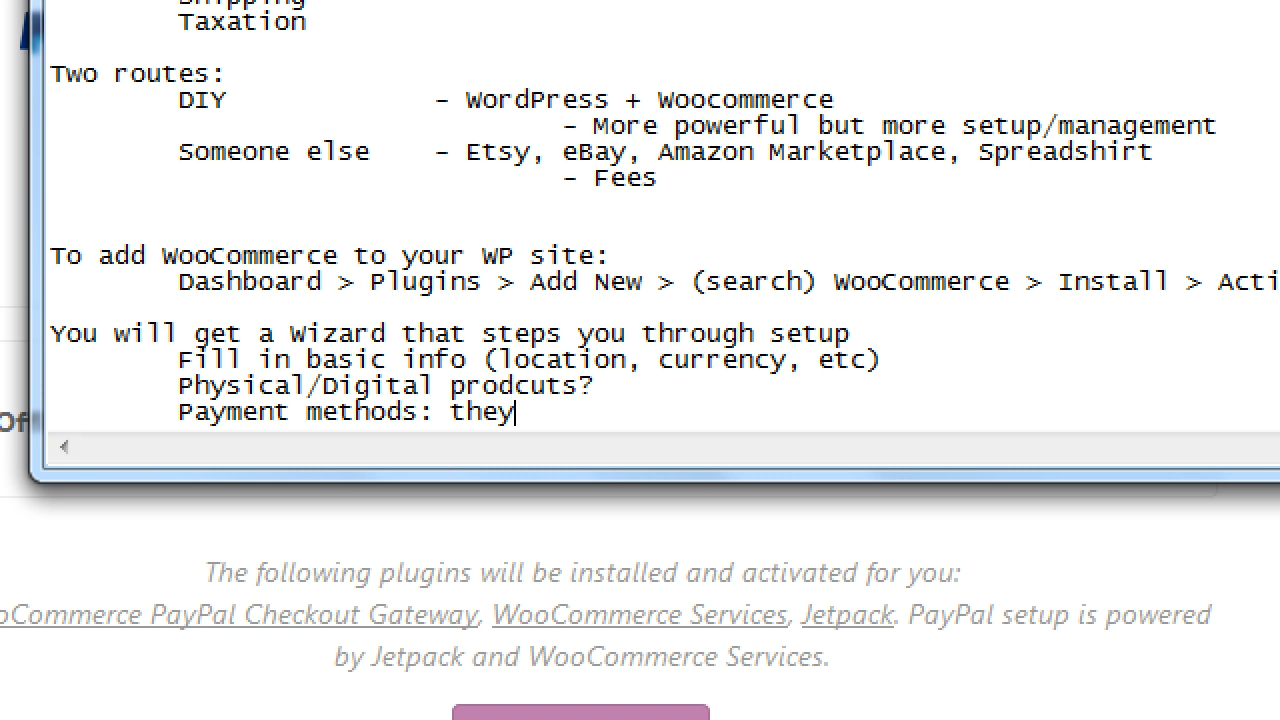 Shipping
Taxation
Two routes:
DIY - WordPress + Woocommerce
- More powerful but more setup/management
Someone else - Etsy, eBay, Amazon Marketplace, Spreadshirt
- Fees
To add WooCommerce to your WP site:
Dashboard > Plugins > Add New > (search) WooCommerce > Install > Acti
You will get a Wizard that steps you through setup
Fill in basic info (location, currency, etc)
Physical/Digital prodcuts?
Payment methods: they
Of
The following plugins will be installed and activated for you:
oCommerce PayPal Checkout Gateway, WooCommerce Services, Jetpack. PayPal setup is powered
by Jetpack and WooCommerce Services.